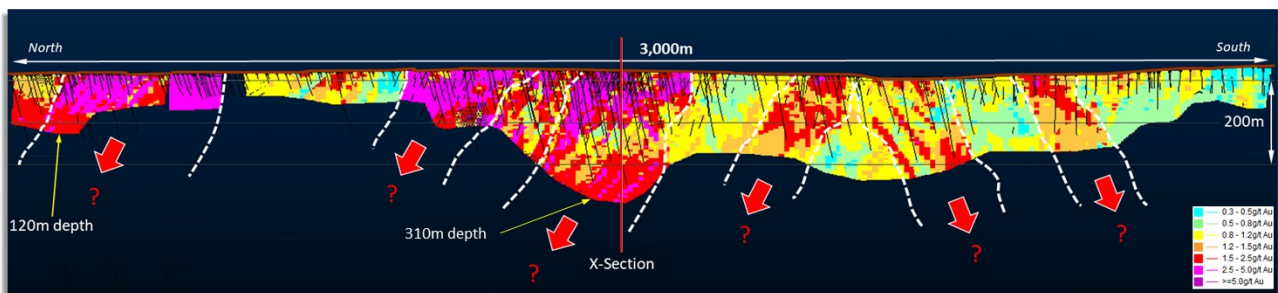 North
3,000m
South
200m
?
?
120m depth
310m depth
?
X-Section
?
?
?
0.3 - 0.5g/t Au
0.5 - 0.8g/t Au
0.8 - 1.2g/t Au
1.2 - 1.5g/t Au
1.5 - 2.5g/t Au
2.5 - 5.0g/t Au
>=5.0g/t Au